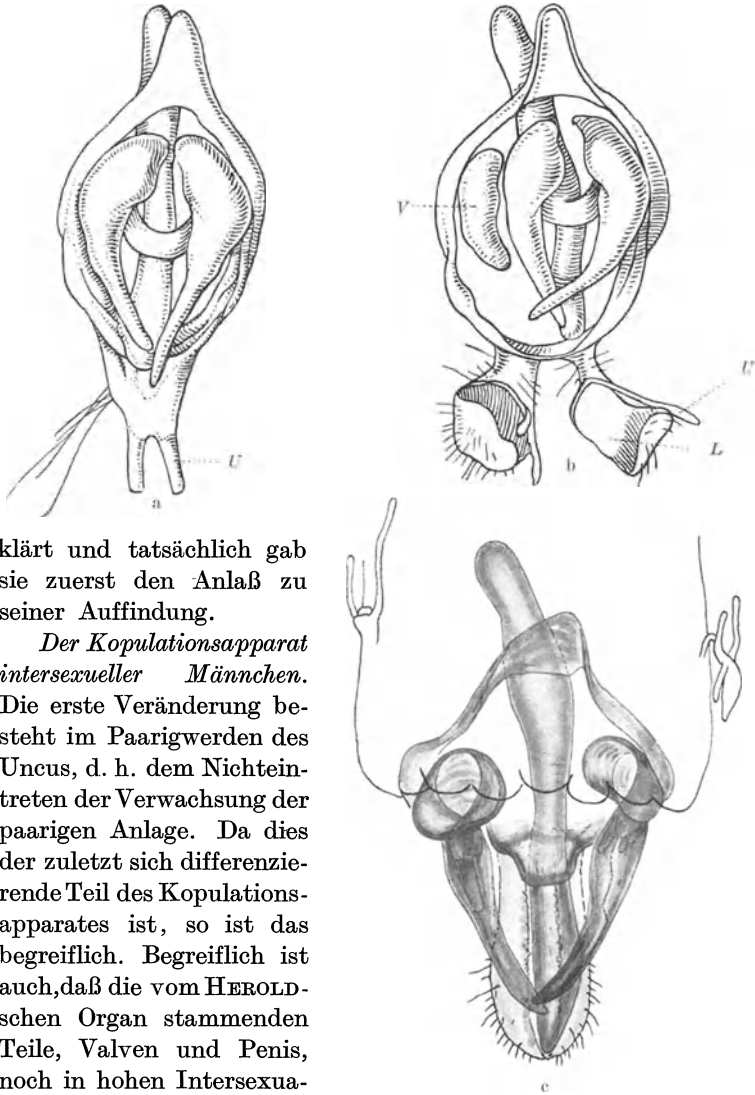 V
U
U
L
a
b
klärt und tatsächlich gab
sie zuerst den Anlaß zu
seiner Auffindung.
Der Kopulationsapparat
intersexueller Männchen.
Die erste Veränderung be-
steht im Paarigwerden des
Uncus, d. h. dem Nichtein-
treten der Verwachsung der
paarigen Anlage. Da dies
der zuletzt sich differenzie-
rende Teil des Kopulations-
apparates ist, so ist das
begreiflich. Begreiflich ist
auch, daß die vom HEROLD-
schen Organ stammenden
Teile, Valven und Penis,
noch in hohen Intersexua-
c